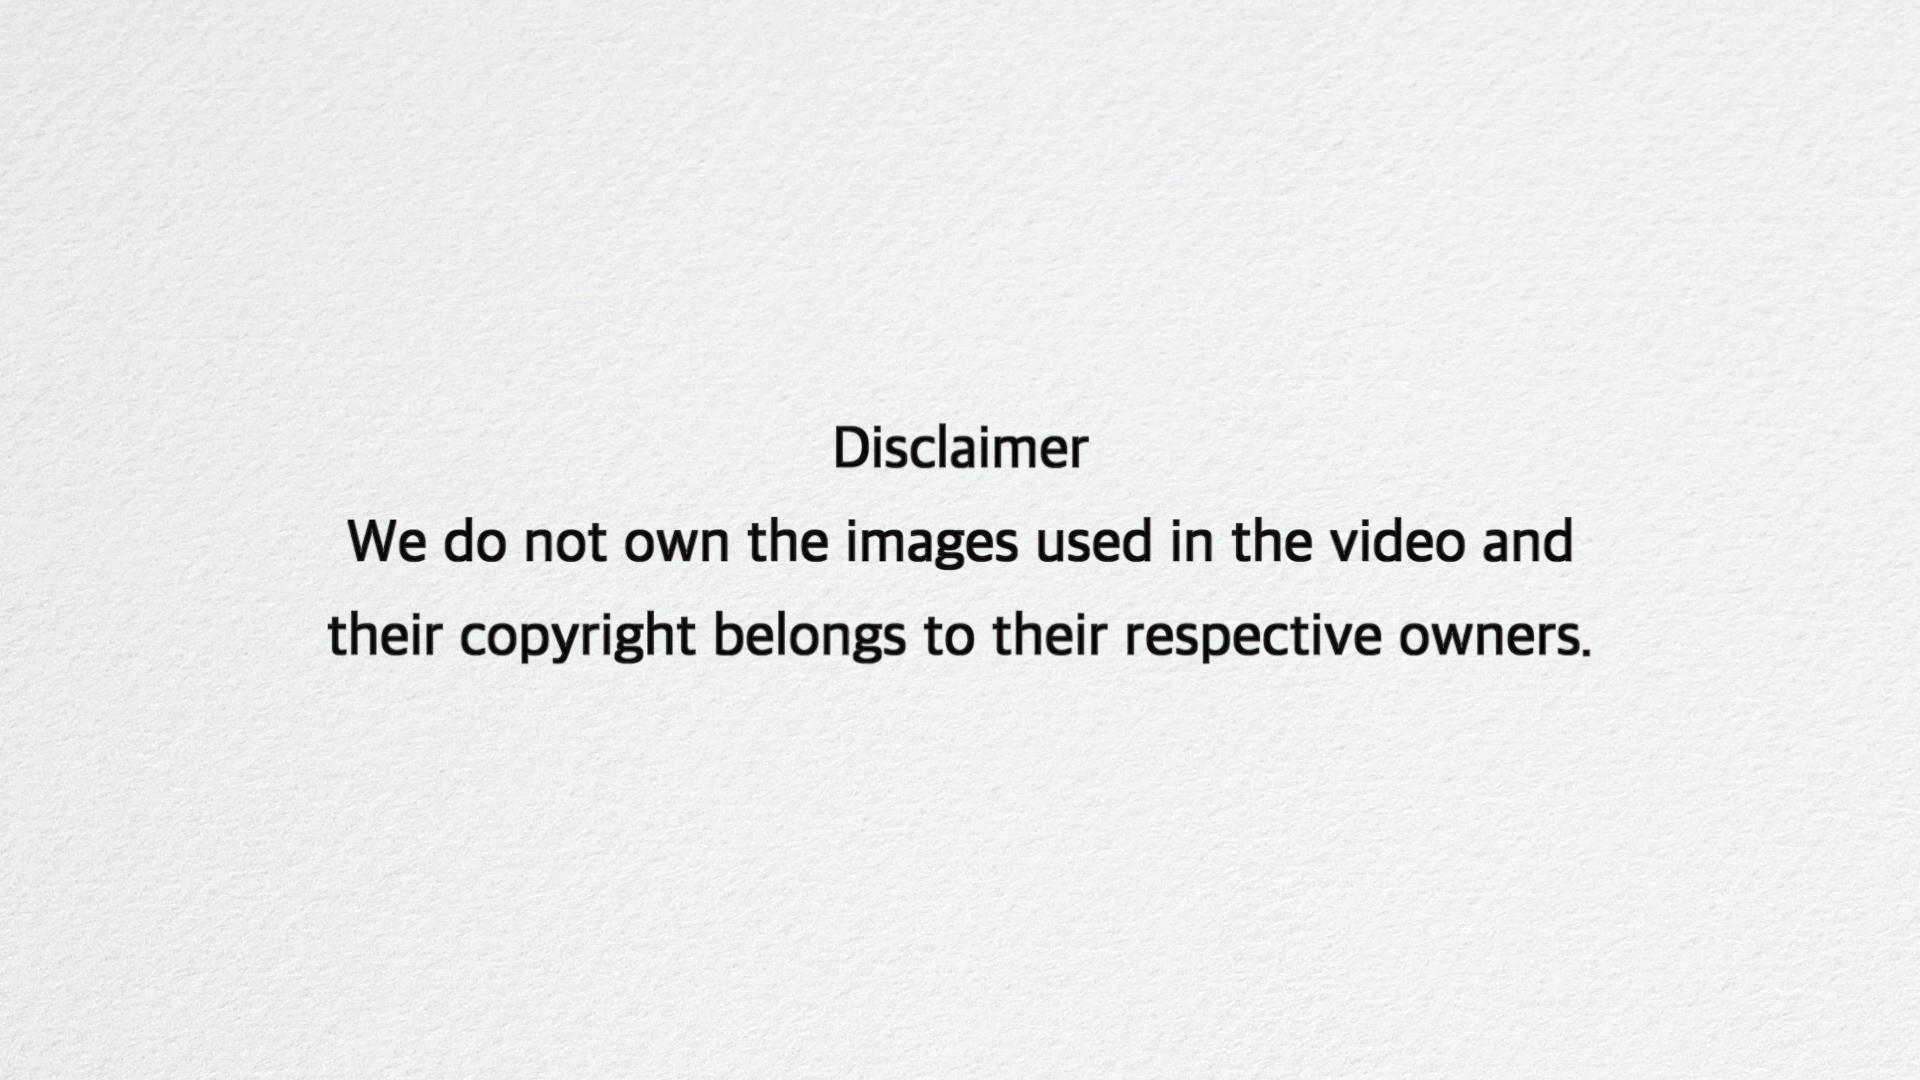 Disclaimer
We do not own the images used in the video and
their copyright belongs to their respective owners.